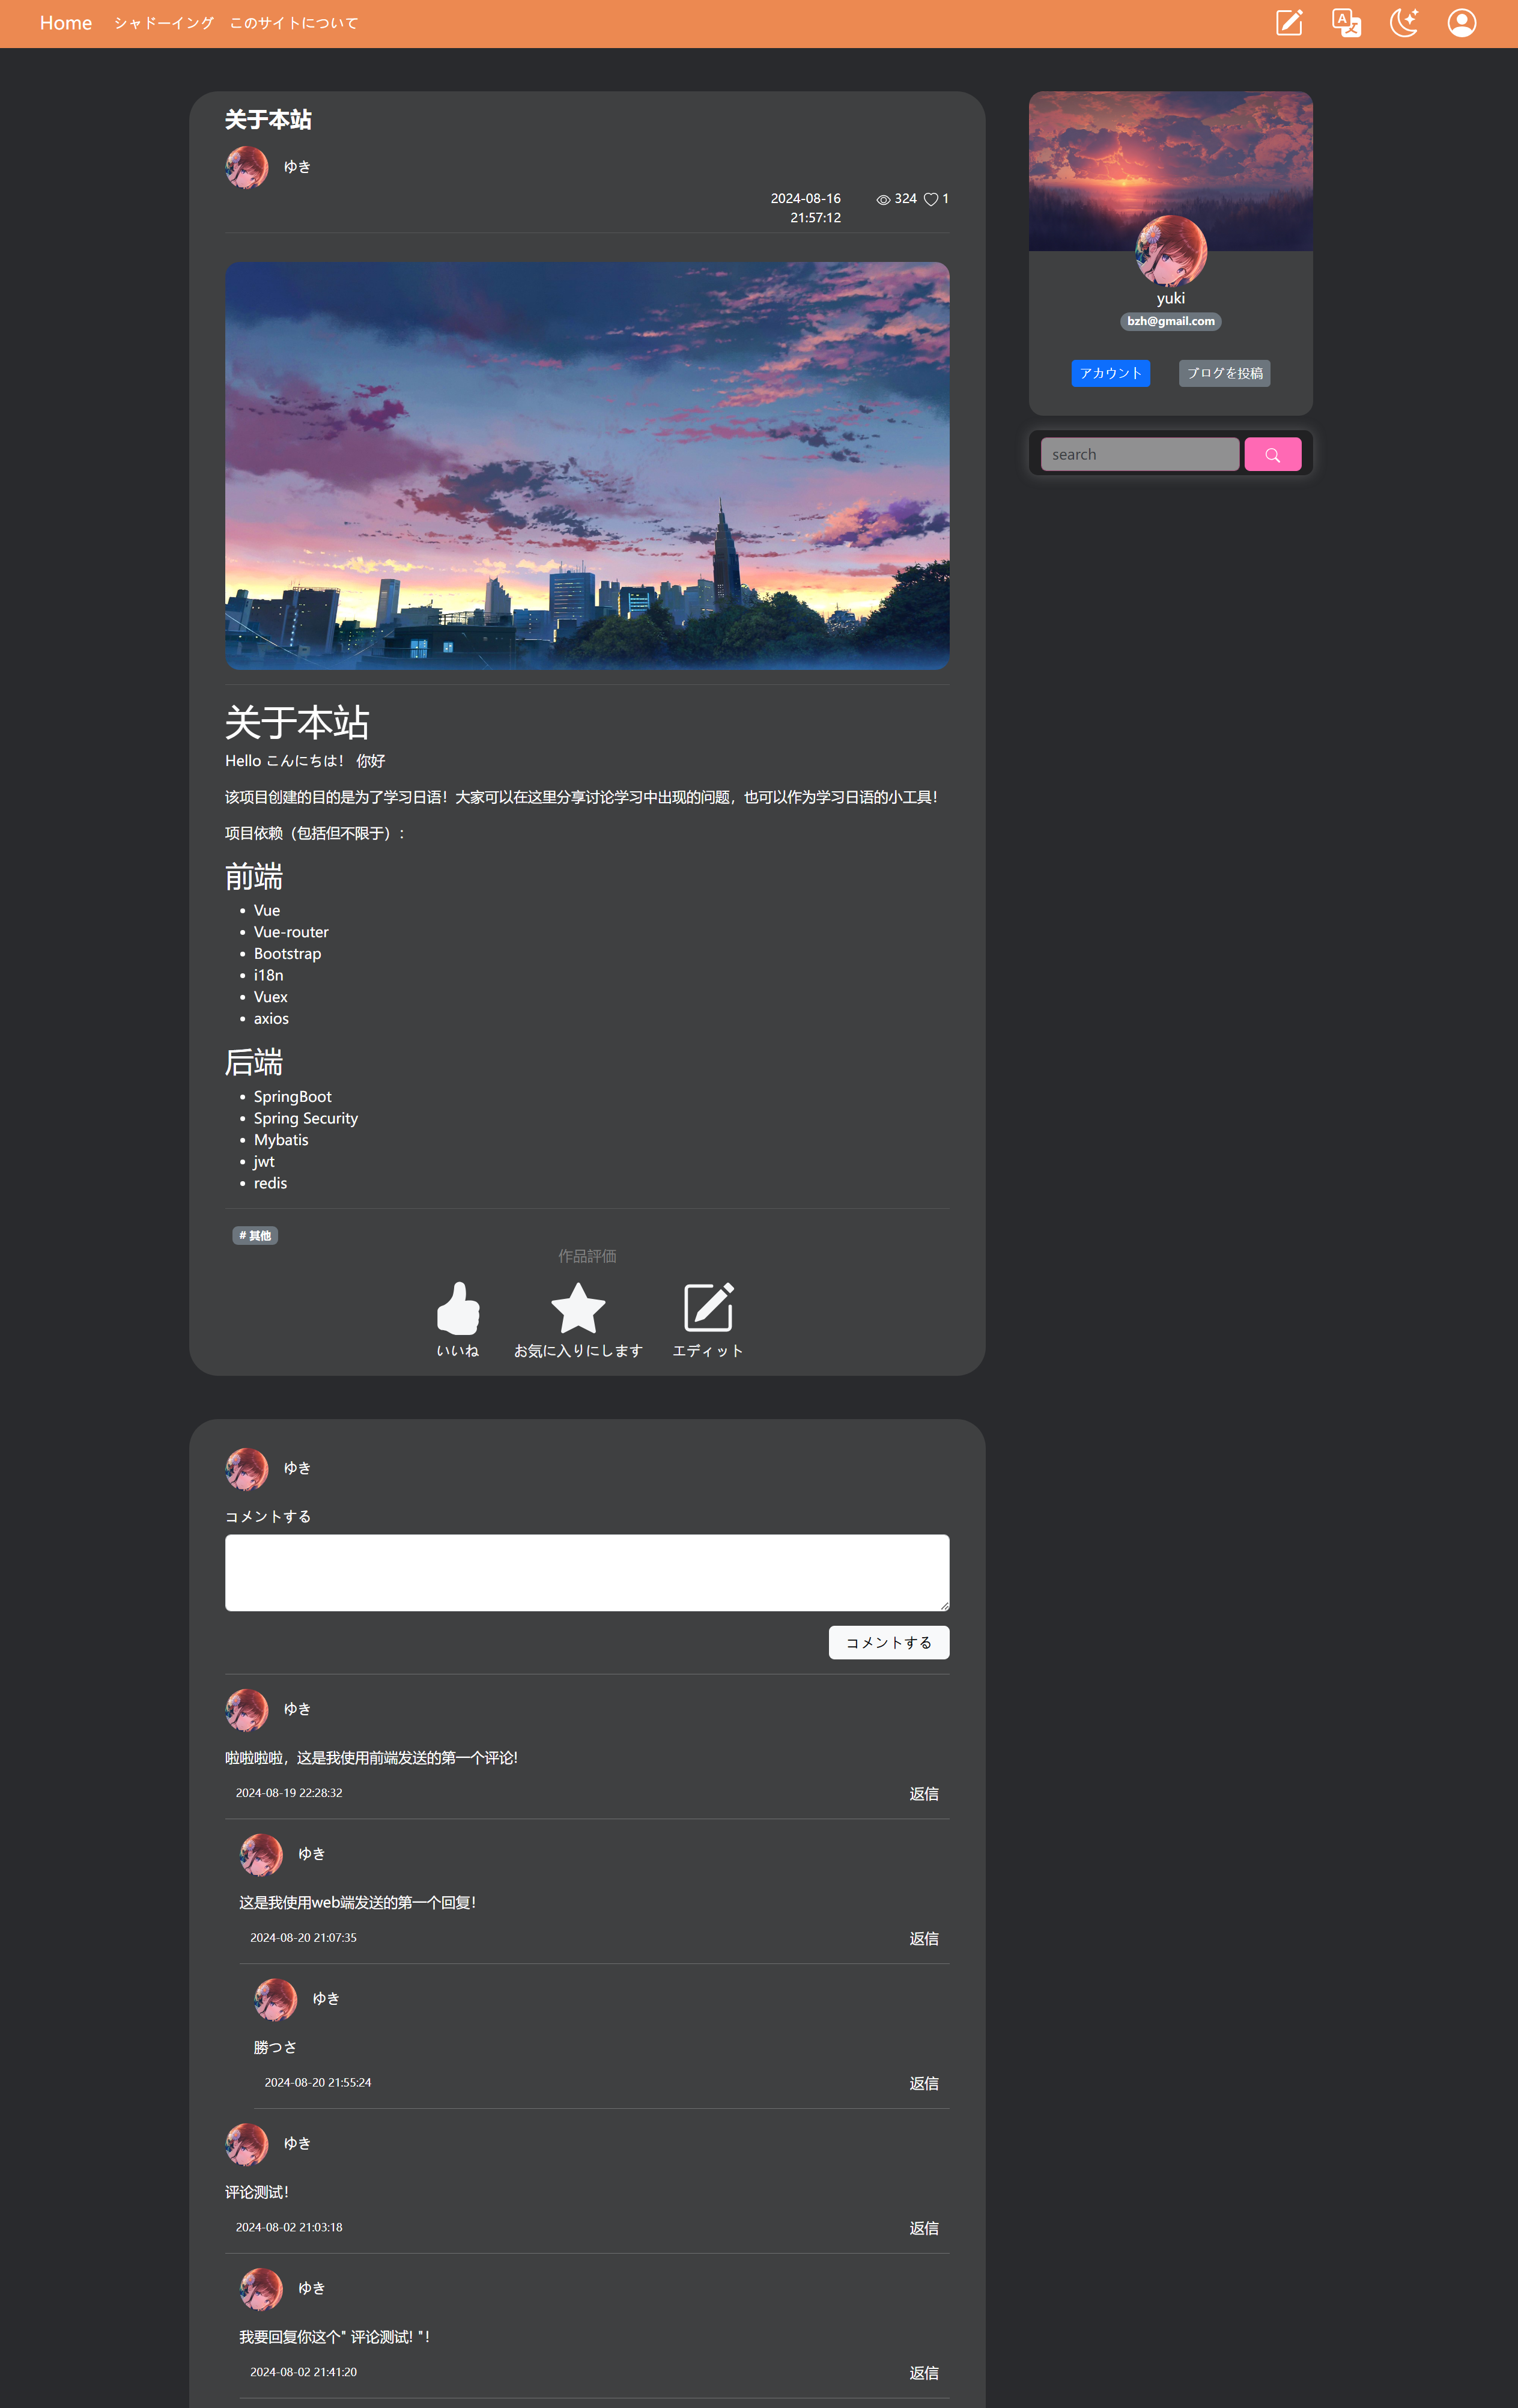 Home シャドーイング このサイトについて
关于本站
ゆき
2024-08-16
21:57:12
324 1
关于本站
Hello こんにちは！ 你好
该项目创建的目的是为了学习日语！大家可以在这里分享讨论学习中出现的问题，也可以作为学习日语的小工具！
项目依赖（包括但不限于）：
前端
• Vue
• Vue-router
• Bootstrap
• i18n
• Vuex
• axios
后端
• SpringBoot
• Spring Security
• Mybatis
• jwt
• redis
# 其他
作品評価
いいね お気に入りにします エディット
ゆき
コメントする
コメントする
ゆき
啦啦啦啦，这是我使用前端发送的第一个评论!
2024-08-19 22:28:32 返信
ゆき
这是我使用web端发送的第一个回复！
2024-08-20 21:07:35 返信
ゆき
勝つさ
2024-08-20 21:55:24 返信
ゆき
评论测试！
2024-08-02 21:03:18 返信
ゆき
我要回复你这个" 评论测试! "！
2024-08-02 21:41:20 返信
yuki
bzh@gmail.com
アカウント ブログを投稿
search